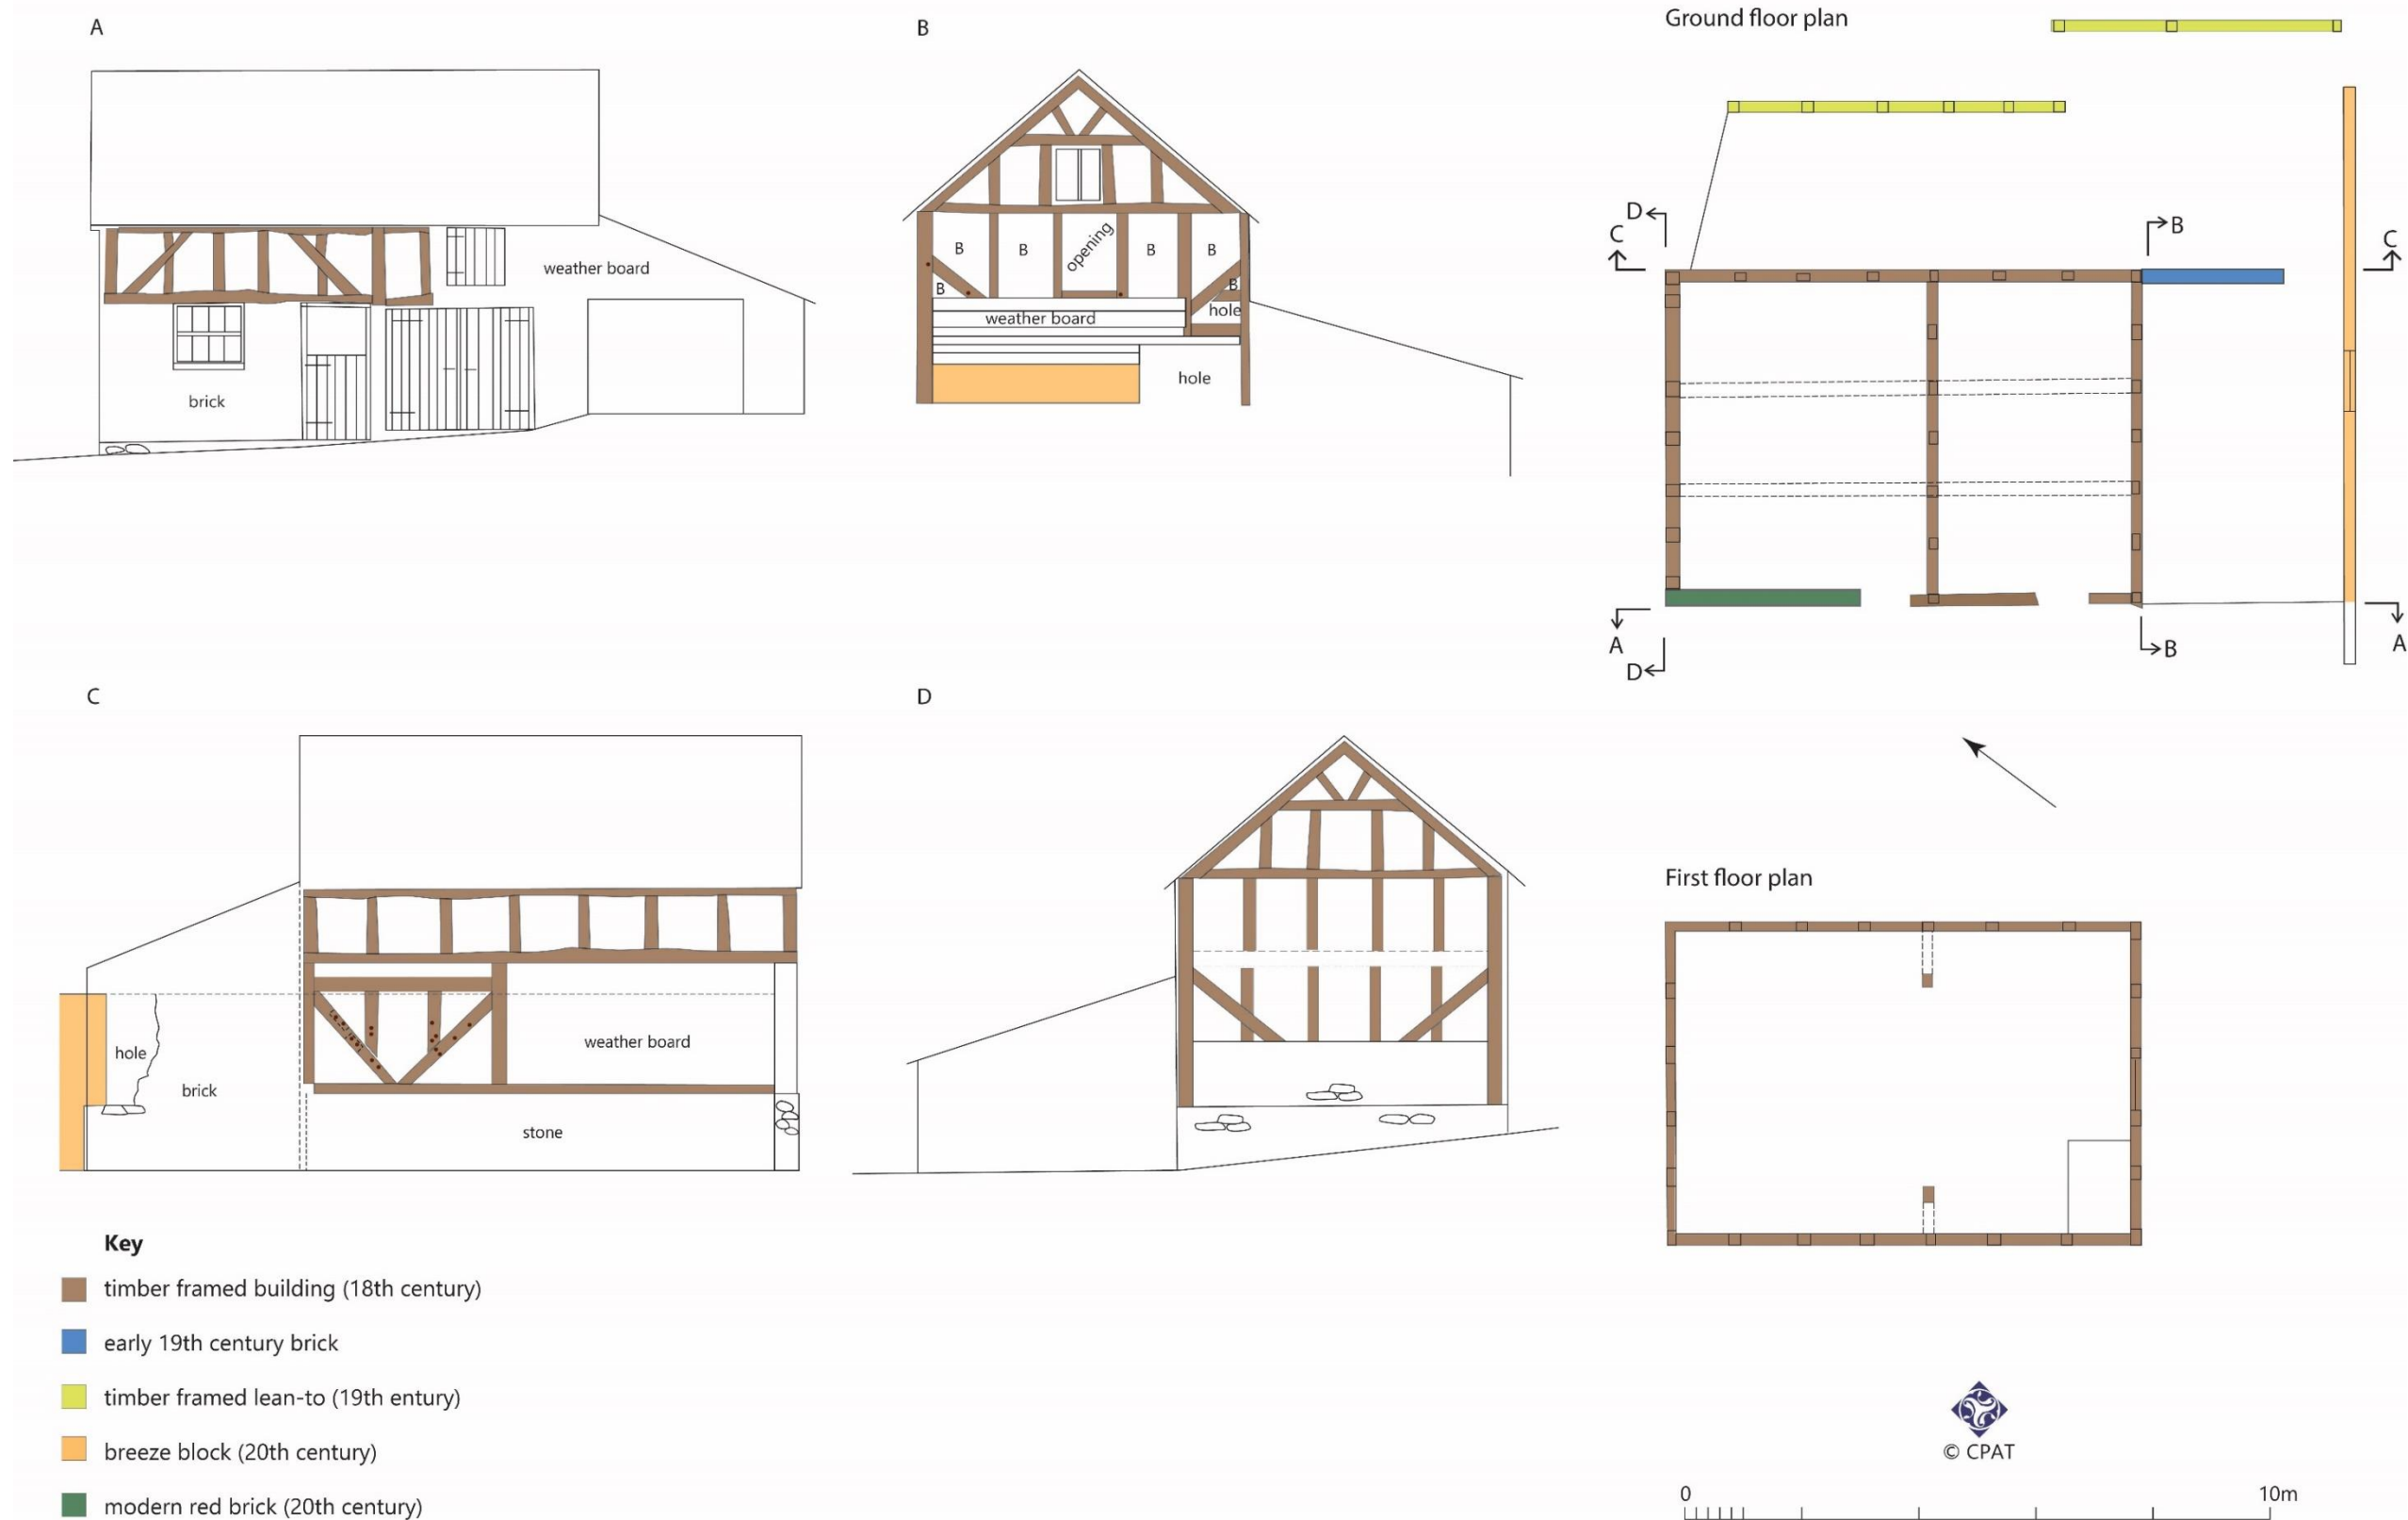 A
brick
weather board
B
B
B
opening
B
B
B
B
hole
weather board
hole
Ground floor plan
D
C
B
C
A
D
B
A
C
hole
brick
weather board
stone
D
First floor plan
Key
timber framed building (18th century)
early 19th century brick
timber framed lean-to (19th entury)
breeze block (20th century)
modern red brick (20th century)
© CPAT
0
10m